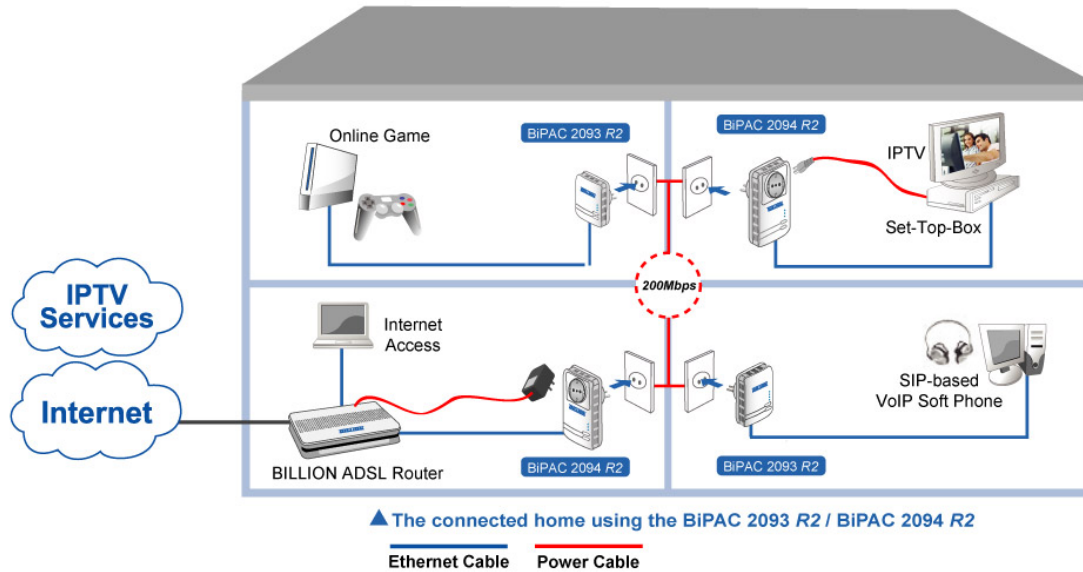 Online Game
BiPAC 2093 R2
BiPAC 2094 R2
IPTV
Set-Top-Box
200Mbps
IPTV
Services
Internet
Internet
Access
BILLION ADSL Router
BiPAC 2094 R2
SIP-based
VoIP Soft Phone
BiPAC 2093 R2
▲ The connected home using the BiPAC 2093 R2 / BiPAC 2094 R2
Ethernet Cable
Power Cable